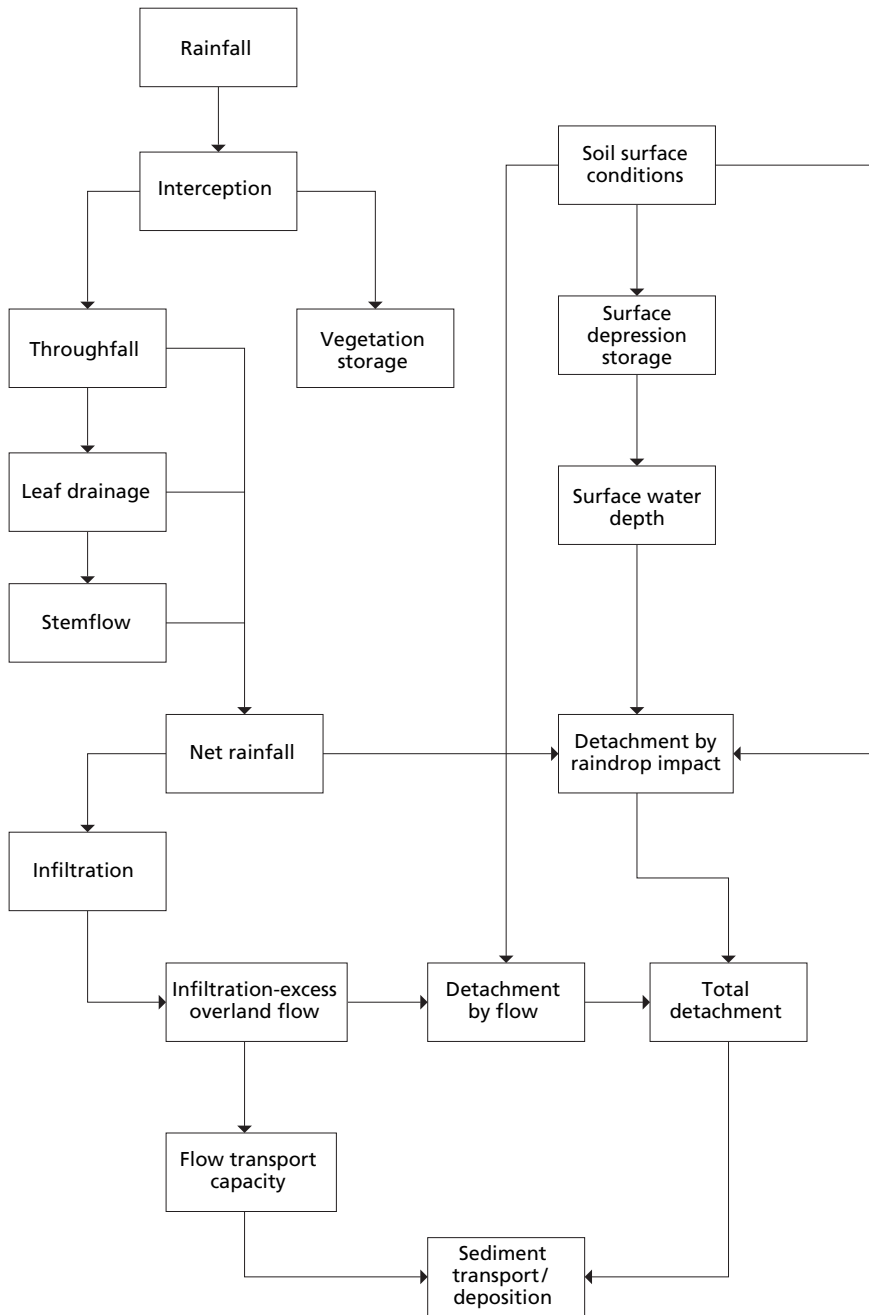 Rainfall
Interception
Soil surface
conditions
Throughfall
Vegetation
storage
Surface
depression
storage
Leaf drainage
Surface water
depth
Stemflow
Net rainfall
Detachment by
raindrop impact
Infiltration
Infiltration-excess
overland flow
Detachment
by flow
Total
detachment
Flow transport
capacity
Sediment
transport/
deposition